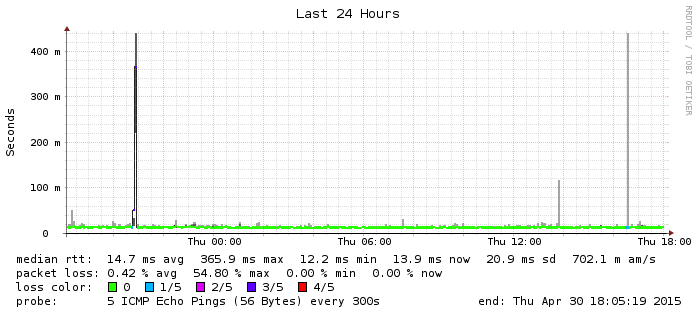 Last 24 Hours
RRDTOOL / TOBI OETIKER
Seconds
400 m
300 m
200 m
100 m
0
Thu 00:00 Thu 06:00 Thu 12:00 Thu 18:00
median rtt: 14.7 ms avg 365.9 ms max 12.2 ms min 13.9 ms now 20.9 ms sd 702.1 m am/s
packet loss: 0.42 % avg 54.80 % max 0.00 % min 0.00 % now
loss color: 0 1/5 2/5 3/5 4/5
probe: 5 ICMP Echo Pings (56 Bytes) every 300s end: Thu Apr 30 18:05:19 2015